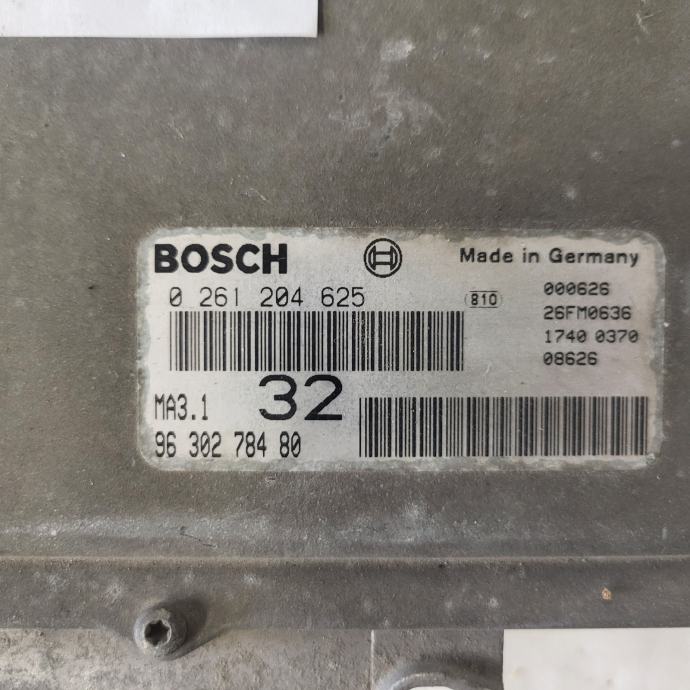 BOSCH
Made in Germany
0 261 204 625
810
000626
26FM0636
1740 0370
08626
MA3.1
32
96 302 784 80